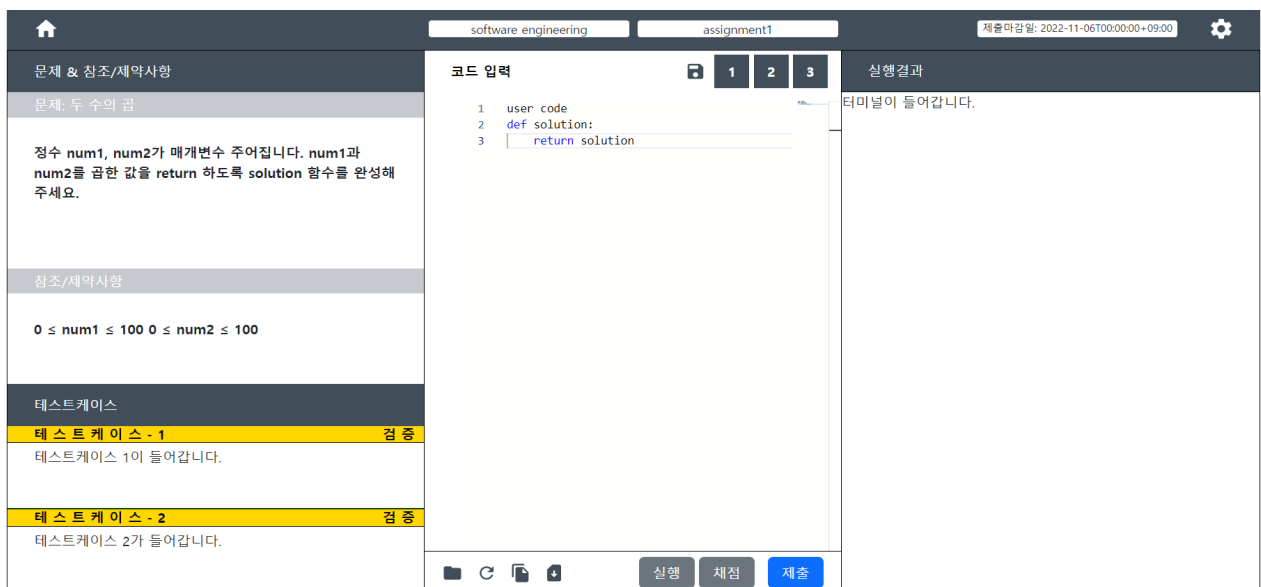 software engineering
assignment1
제출마감일: 2022-11-06T00:00:00+09:00
문제 & 참조/제약사항
문제: 두 수의 곱
정수 num1, num2가 매개변수 주어집니다. num1과
num2를 곱한 값을 return 하도록 solution 함수를 완성해
주세요.
참조/제약사항
0 ≤ num1 ≤ 100 0 ≤ num2 ≤ 100
테스트케이스
테스트케이스-1 검증
테스트케이스 1이 들어갑니다.
테스트케이스-2 검증
테스트케이스 2가 들어갑니다.
코드 입력
1 2 3
1 user code
2 def solution:
3 return solution
실행 채점 제출
실행결과
터미널이 들어갑니다.